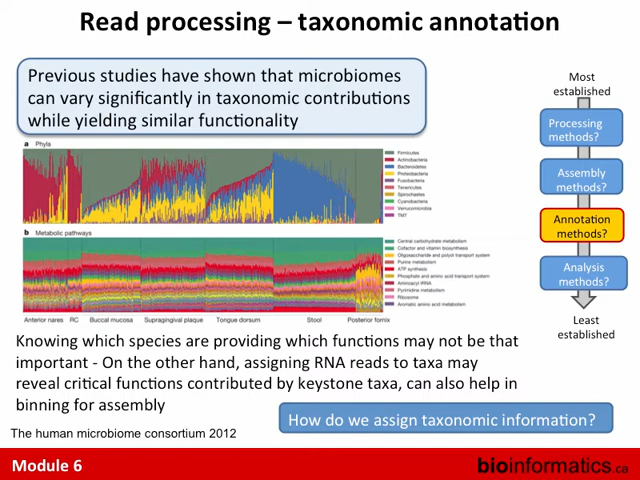 Read processing – taxonomic annotation
Previous studies have shown that microbiomes
can vary significantly in taxonomic contributions
while yielding similar functionality
Most
established
Processing
methods?
Assembly
methods?
Annotation
methods?
Analysis
methods?
Least
established
a Phyla
Firmicutes
Actinobacteria
Bacteroidetes
Proteobacteria
Fusobacteria
Tenericutes
Spirochaetes
Cyanobacteria
Verrucomicrobia
TM7
b Metabolic pathways
Central carbohydrate metabolism
Cofactor and vitamin biosynthesis
Oligosaccharide and polyol transport system
Purine metabolism
ATP synthesis
Phosphate and amino acid transport system
Aminoacyl tRNA
Pyrimidine metabolism
Ribosome
Aromatic amino acid metabolism
Anterior nares RC Buccal mucosa Supragingival plaque Tongue dorsum Stool Posterior fornix
Knowing which species are providing which functions may not be that
important - On the other hand, assigning RNA reads to taxa may
reveal critical functions contributed by keystone taxa, can also help in
binning for assembly
How do we assign taxonomic information?
The human microbiome consortium 2012
Module 6
bioinformatics.ca